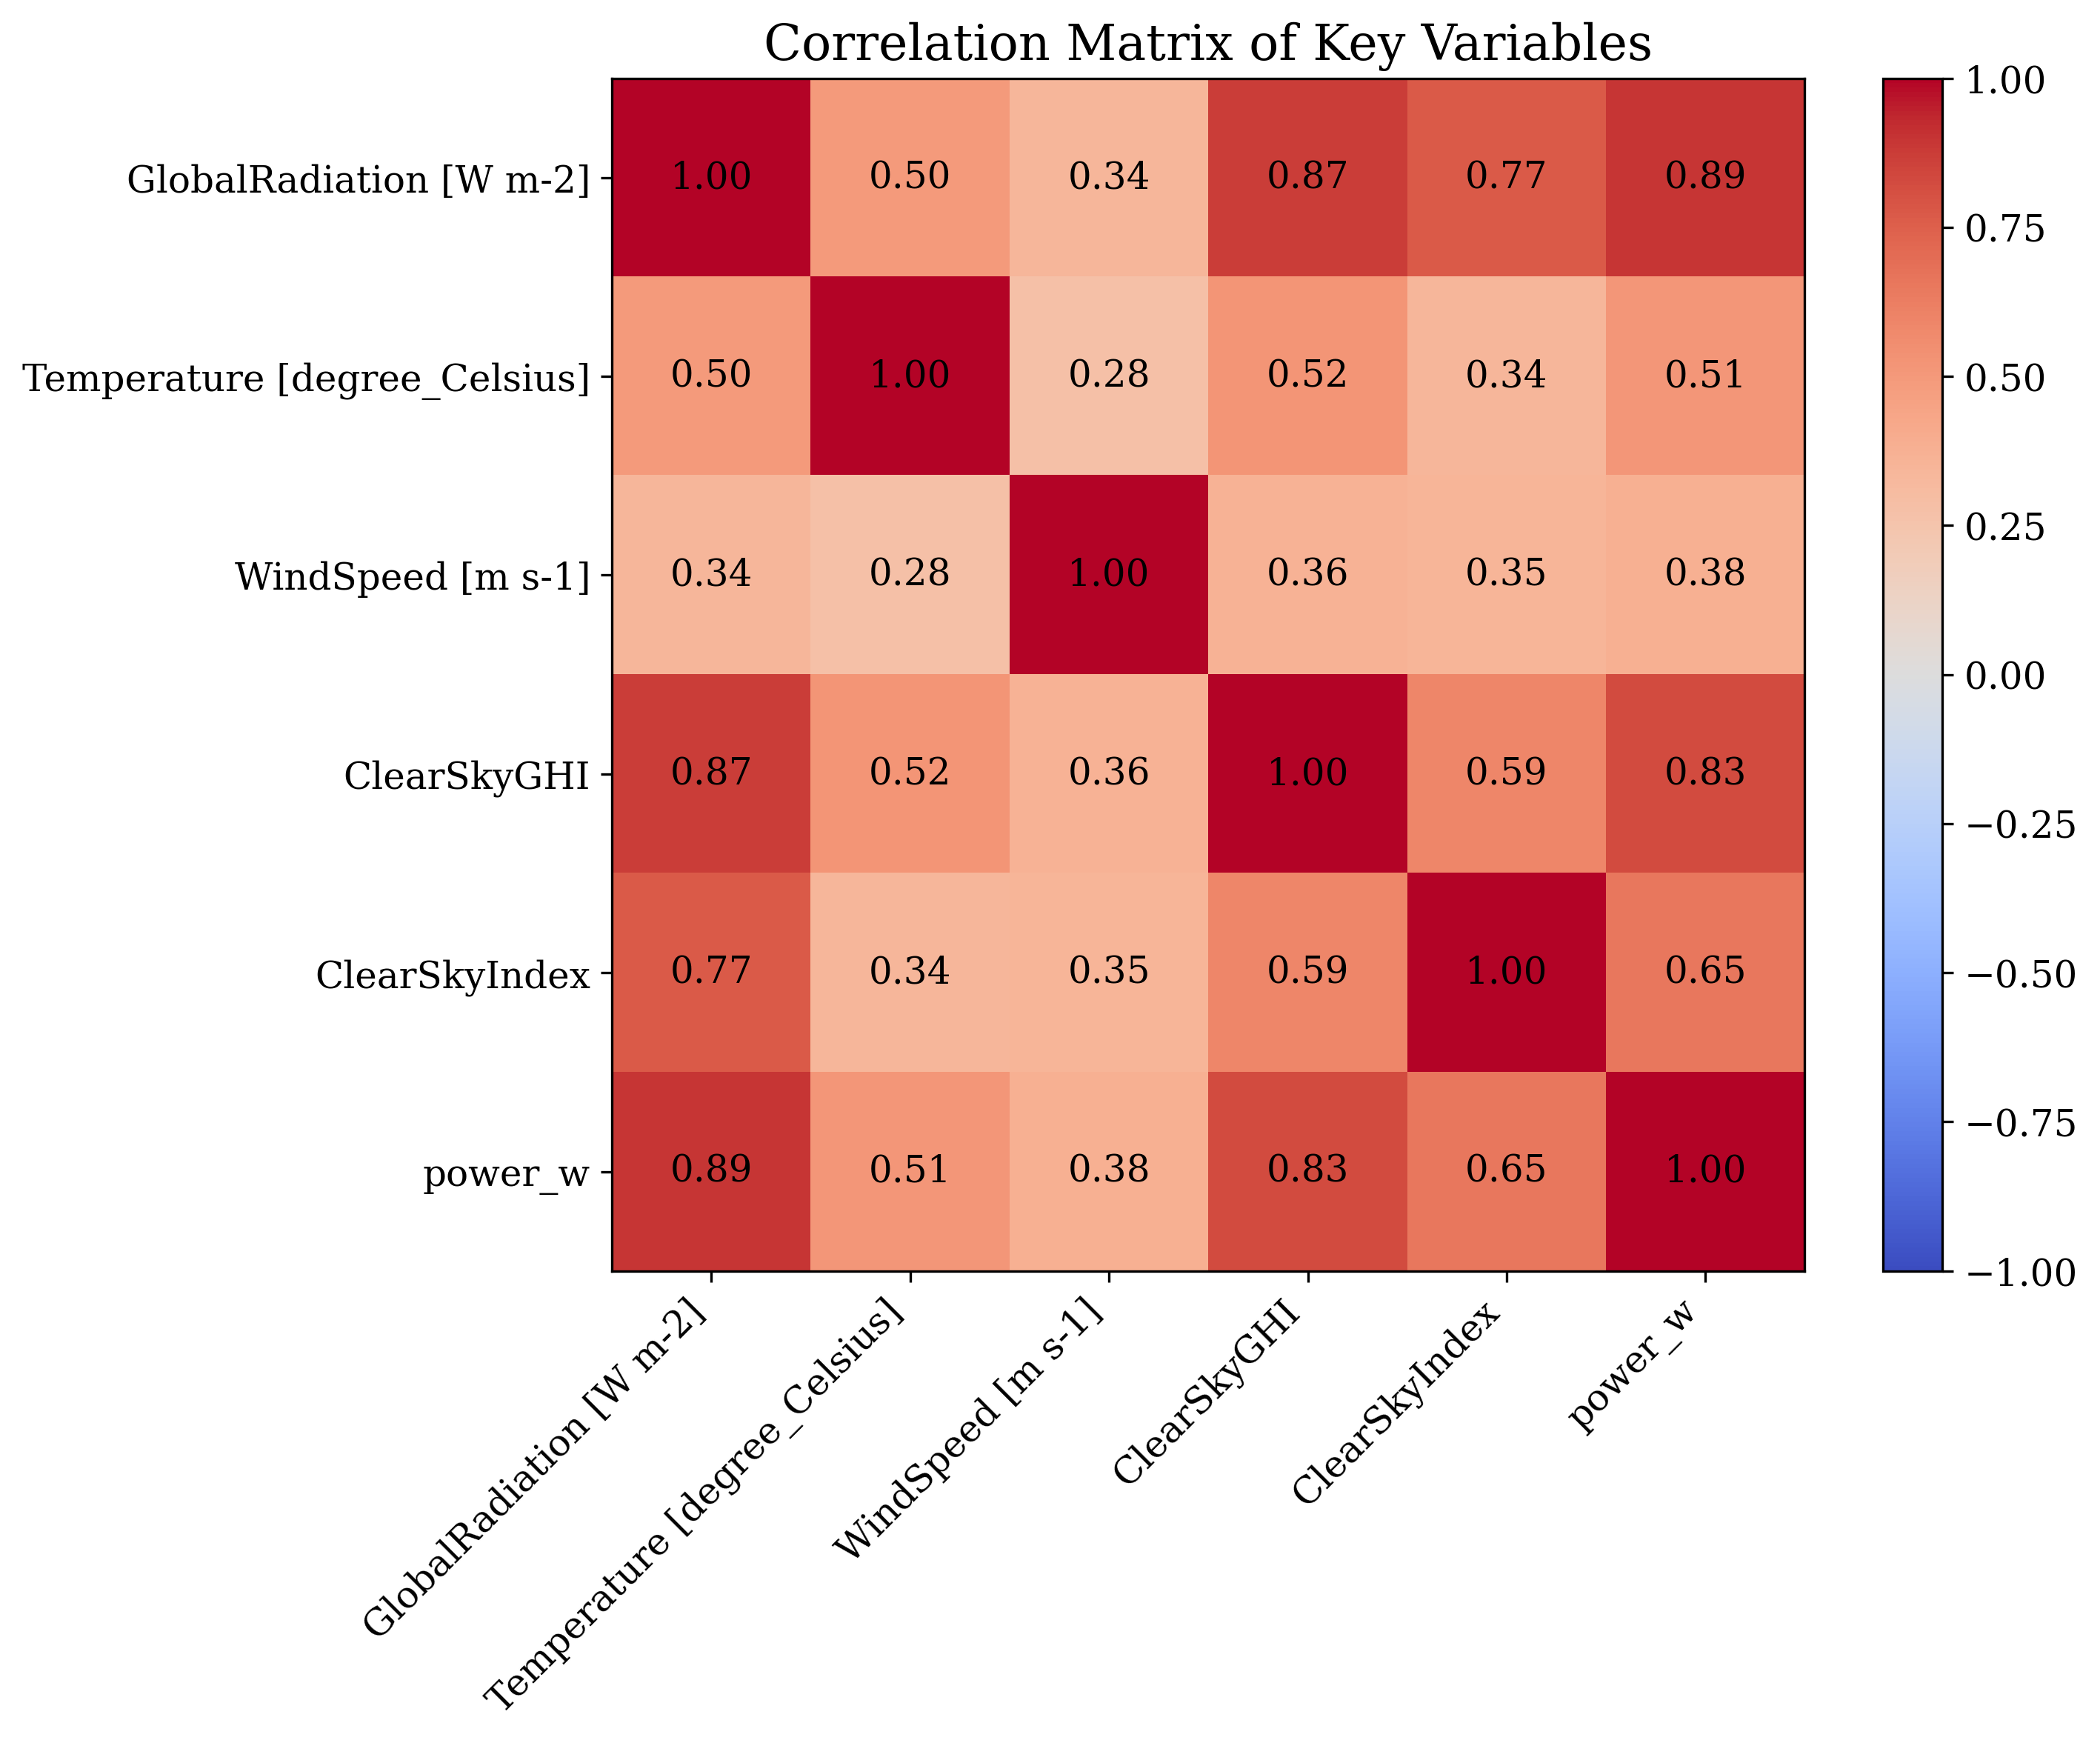 Correlation Matrix of Key Variables
GlobalRadiation [W m-2] 1.00 0.50 0.34 0.87 0.77 0.89
Temperature [degree_Celsius] 0.50 1.00 0.28 0.52 0.34 0.51
WindSpeed [m s-1] 0.34 0.28 1.00 0.36 0.35 0.38
ClearSkyGHI 0.87 0.52 0.36 1.00 0.59 0.83
ClearSkyIndex 0.77 0.34 0.35 0.59 1.00 0.65
power_w 0.89 0.51 0.38 0.83 0.65 1.00
GlobalRadiation [W m-2]
Temperature [degree_Celsius]
WindSpeed [m s-1]
ClearSkyGHI
ClearSkyIndex
power_w
1.00
0.75
0.50
0.25
0.00
−0.25
−0.50
−0.75
−1.00